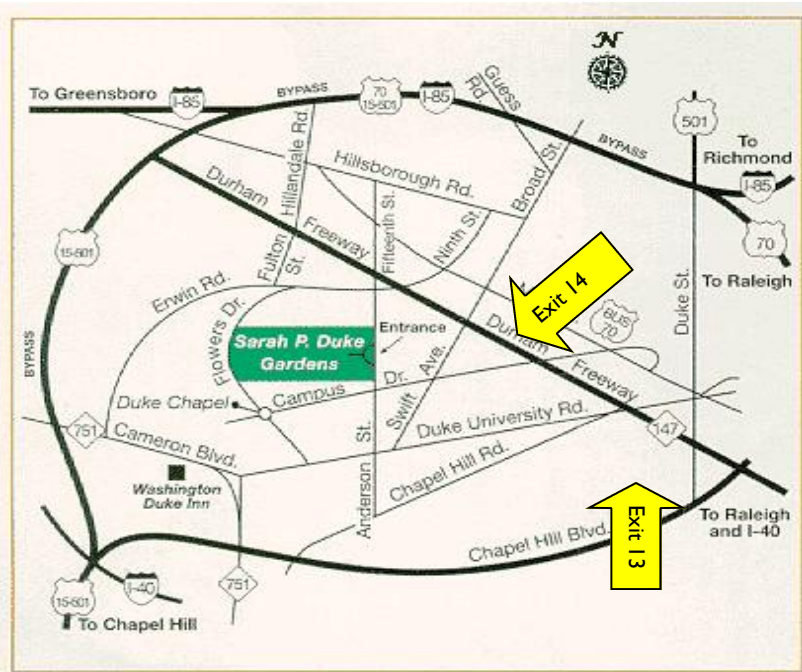 N
To Greensboro
I-85
BYPASS
70
15-501
I-85
Guess
Rd.
501
BYPASS
To
Richmond
I-85
70
To Raleigh
Hillandale Rd.
Hillsborough Rd.
Broad St.
Durham
Freeway
Fifteenth St.
Ninth St.
Fulton
St.
15-501
BYPASS
Erwin Rd.
Flowers Dr.
Sarah P. Duke
Gardens
Entrance
Exit 14
BUS
70
Duke St.
Durham
Freeway
Duke Chapel
Campus
Dr.
Swift
Ave.
751
Cameron Blvd.
Duke University Rd.
147
Washington
Duke Inn
Anderson
St.
Chapel Hill Rd.
Exit 13
To Raleigh
and I-40
Chapel Hill Blvd.
751
I-40
15-501
To Chapel Hill